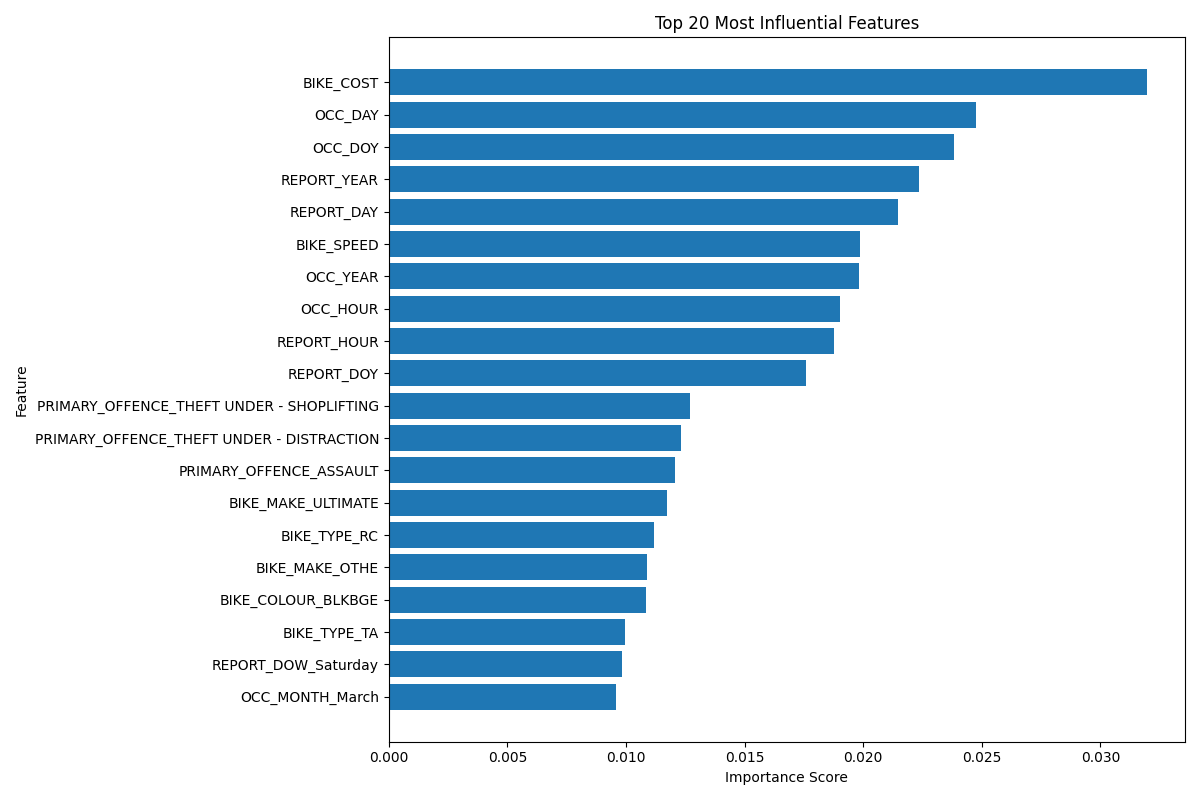 Top 20 Most Influential Features
Feature
BIKE_COST
OCC_DAY
OCC_DOY
REPORT_YEAR
REPORT_DAY
BIKE_SPEED
OCC_YEAR
OCC_HOUR
REPORT_HOUR
REPORT_DOY
PRIMARY_OFFENCE_THEFT UNDER - SHOPLIFTING
PRIMARY_OFFENCE_THEFT UNDER - DISTRACTION
PRIMARY_OFFENCE_ASSAULT
BIKE_MAKE_ULTIMATE
BIKE_TYPE_RC
BIKE_MAKE_OTHE
BIKE_COLOUR_BLKBGE
BIKE_TYPE_TA
REPORT_DOW_Saturday
OCC_MONTH_March
0.000 0.005 0.010 0.015 0.020 0.025 0.030
Importance Score